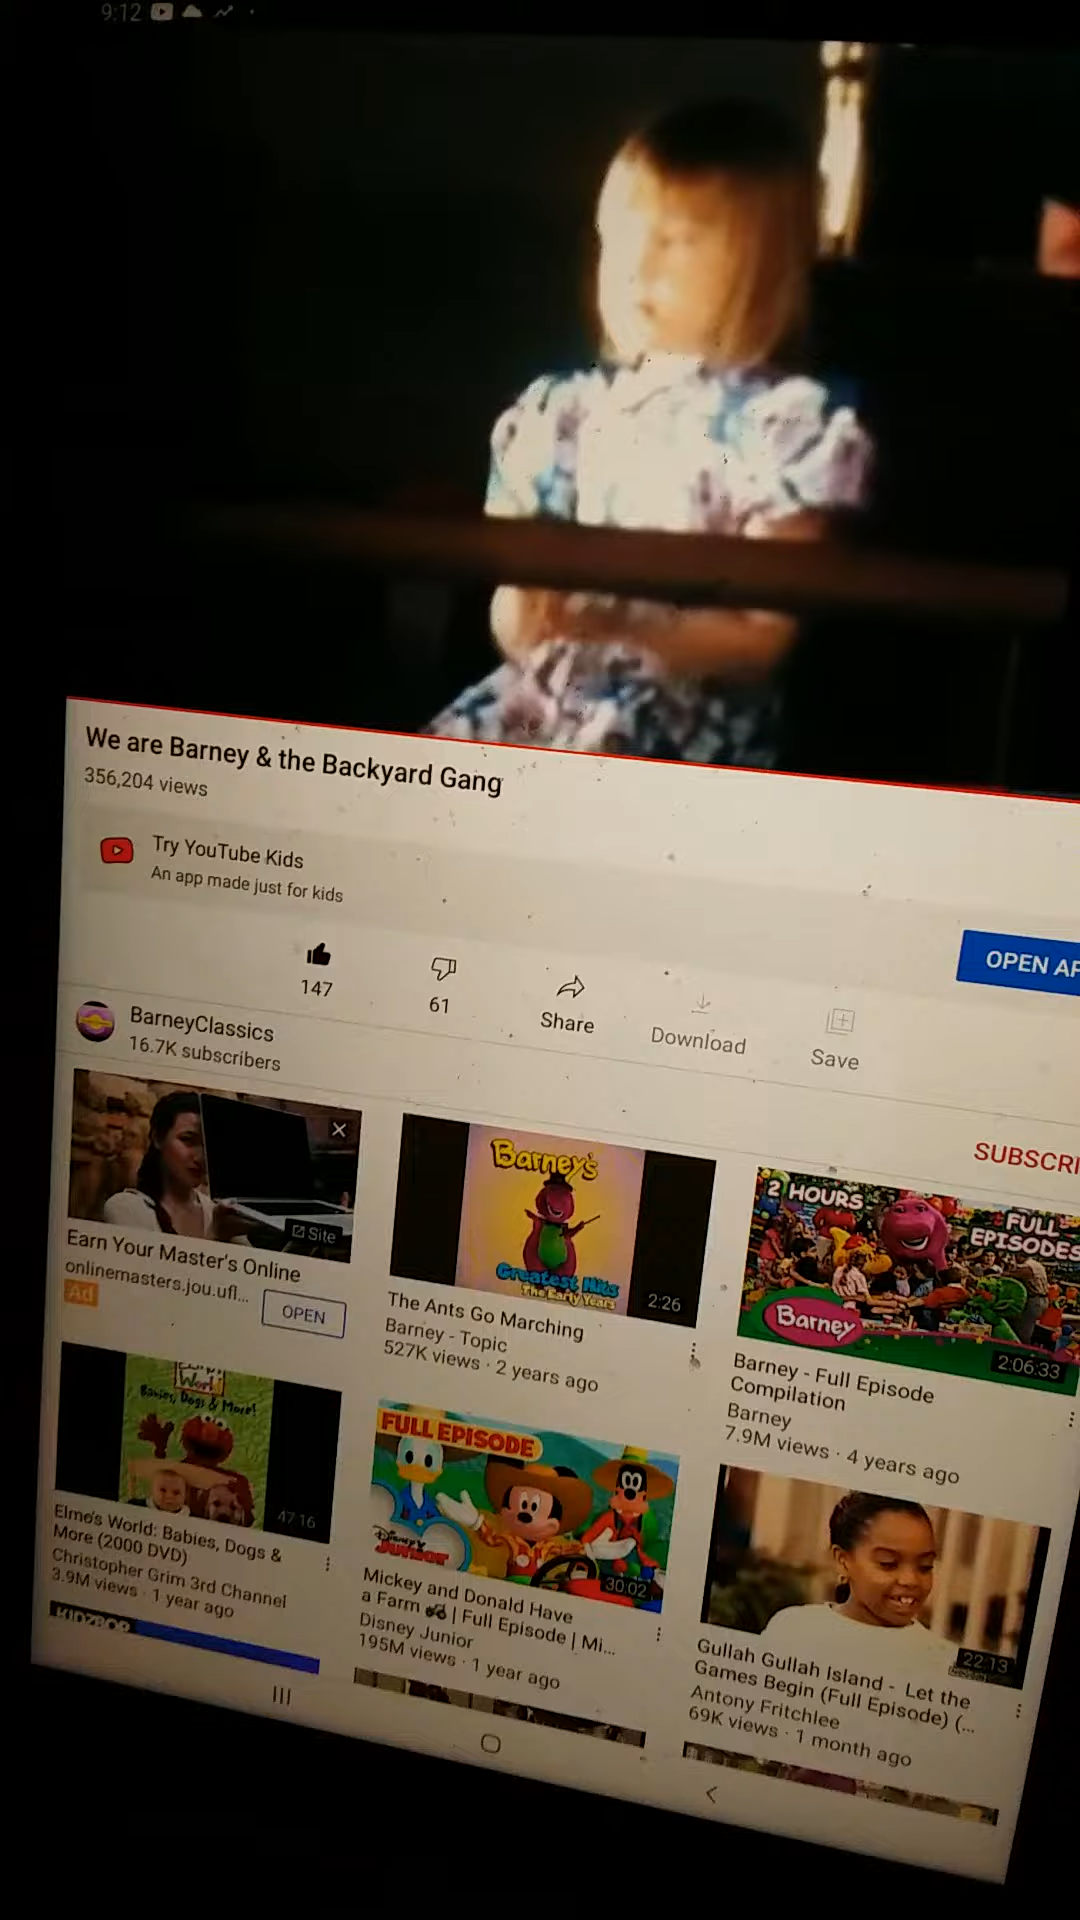 9:12
We are Barney & the Backyard Gang
356,204 views
Try YouTube Kids
An app made just for kids
OPEN AP
147
61
Share
Download
Save
BarneyClassics
16.7K subscribers
SUBSCRI
Site
Earn Your Master's Online
onlinemasters.jou.ufl...
Ad
OPEN
Barney's
Greatest Hits
The Early Years
2:26
The Ants Go Marching
Barney - Topic
527K views · 2 years ago
2 HOURS
FULL
EPISODES
Barney
2:06:33
Barney - Full Episode
Compilation
Barney
7.9M views · 4 years ago
World
Babies, Dogs & More!
47:16
Elmo's World: Babies, Dogs &
More (2000 DVD)
Christopher Grim 3rd Channel
3.9M views · 1 year ago
FULL EPISODE
Disney
Junior
30:02
Mickey and Donald Have
a Farm 🚜 | Full Episode | Mi...
Disney Junior
195M views · 1 year ago
22:13
Gullah Gullah Island - Let the
Games Begin (Full Episode) (...
Antony Fritchlee
69K views · 1 month ago
KIDZBOP